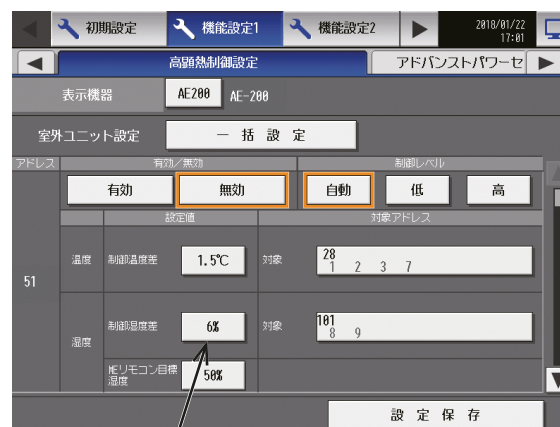 初期設定 機能設定1 機能設定2 2018/01/22
17:01
高顕熱制御設定 アドバンストパワーセ
表示機器 AE200 AE-200
室外ユニット設定 一括設定
アドレス 有効/無効 制御レベル
有効 無効 自動 低 高
設定値 対象アドレス
51
温度 制御温度差 1.5℃ 対象 28
1 2 3 7
湿度 制御湿度差 6% 対象 101
8 9
MEリモコン目標
湿度 50%
設定保存